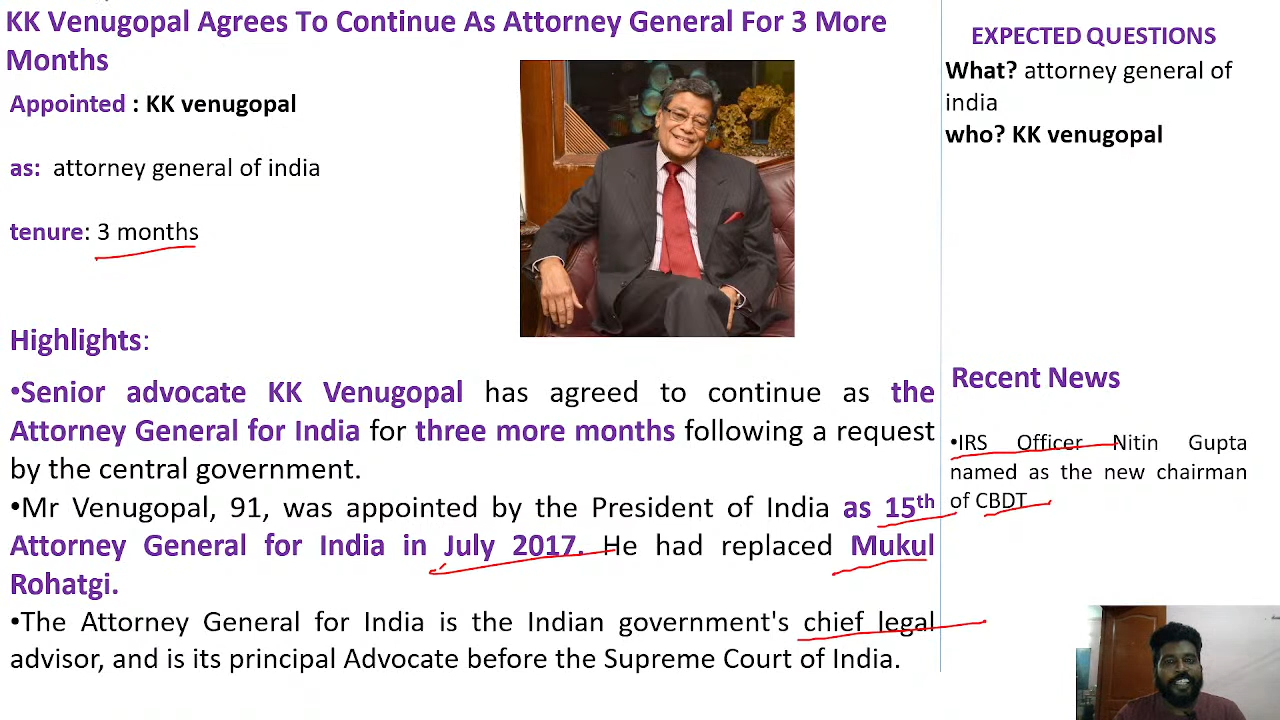 KK Venugopal Agrees To Continue As Attorney General For 3 More
Months
Appointed : KK venugopal
as: attorney general of india
tenure: 3 months
Highlights:
•Senior advocate KK Venugopal has agreed to continue as the
Attorney General for India for three more months following a request
by the central government.
•Mr Venugopal, 91, was appointed by the President of India as 15th
Attorney General for India in July 2017. He had replaced Mukul
Rohatgi.
•The Attorney General for India is the Indian government's chief legal
advisor, and is its principal Advocate before the Supreme Court of India.
EXPECTED QUESTIONS
What? attorney general of
india
who? KK venugopal
Recent News
•IRS Officer Nitin Gupta
named as the new chairman
of CBDT